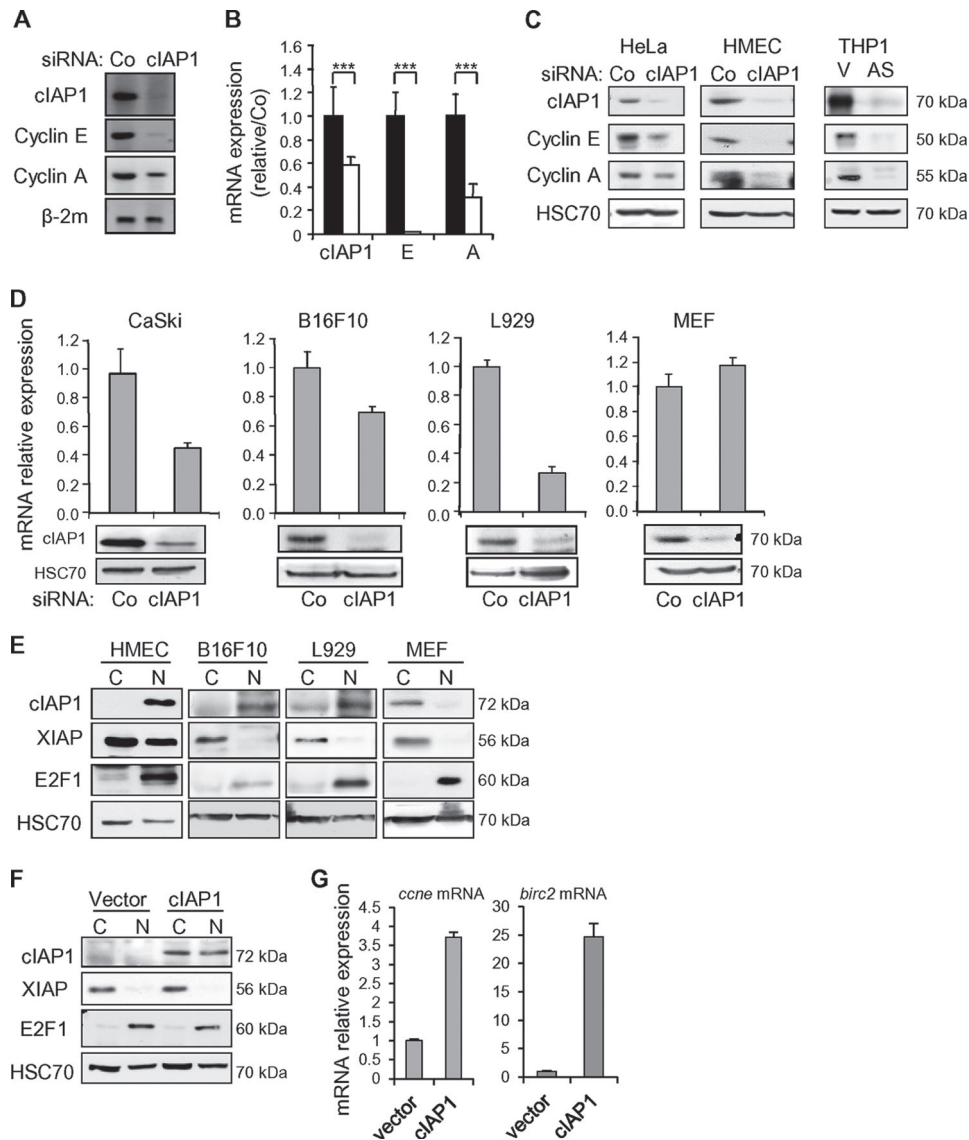 A
siRNA: Co cIAP1
cIAP1
Cyclin E
Cyclin A
β-2m
B
mRNA expression
(relative/Co)
1.6
1.4
1.2
1.0
0.8
0.6
0.4
0.2
0
*** *** ***
cIAP1 E A
C
HeLa HMEC THP1
siRNA: Co cIAP1 Co cIAP1 V AS
cIAP1 70 kDa
Cyclin E 50 kDa
Cyclin A 55 kDa
HSC70 70 kDa
D
mRNA relative expression
CaSki
1.2
1.0
0.8
0.6
0.4
0.2
0.0
B16F10
1.2
1.0
0.8
0.6
0.4
0.2
0.0
L929
1.2
1.0
0.8
0.6
0.4
0.2
0.0
MEF
1.4
1.2
1.0
0.8
0.6
0.4
0.2
0.0
cIAP1 70 kDa
HSC70 70 kDa
siRNA: Co cIAP1 Co cIAP1 Co cIAP1 Co cIAP1
E
HMEC B16F10 L929 MEF
C N C N C N C N
cIAP1 72 kDa
XIAP 56 kDa
E2F1 60 kDa
HSC70 70 kDa
F
Vector cIAP1
C N C N
cIAP1 72 kDa
XIAP 56 kDa
E2F1 60 kDa
HSC70 70 kDa
G
mRNA relative expression
ccne mRNA
4.5
4
3.5
3
2.5
2
1.5
1
0.5
0
vector cIAP1
birc2 mRNA
30
25
20
15
10
5
0
vector cIAP1